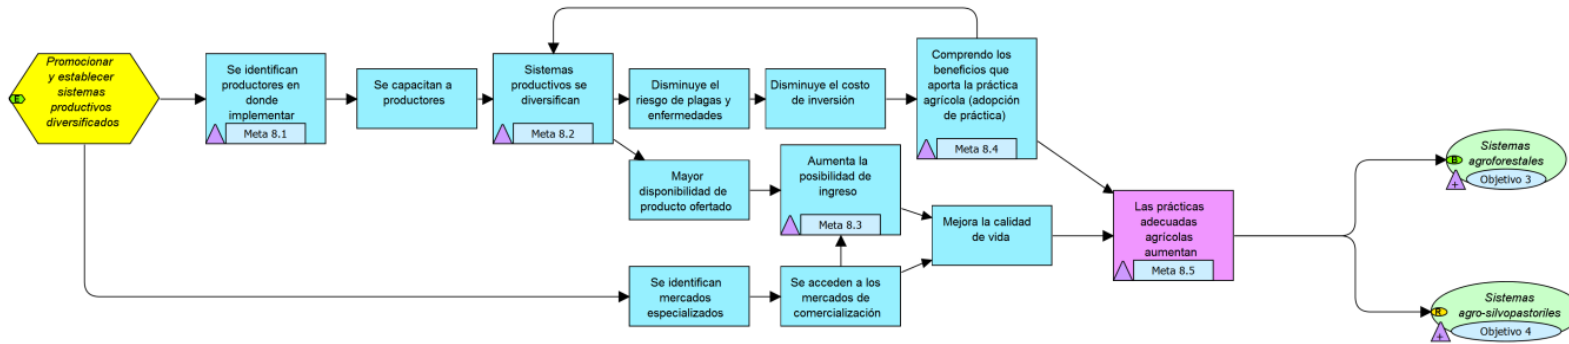 Promocionar
y establecer
sistemas
productivos
diversificados
E
Se identifican
productores en
donde
implementar
Meta 8.1
Se capacitan a
productores
Sistemas
productivos se
diversifican
Meta 8.2
Disminuye el
riesgo de plagas y
enfermedades
Disminuye el costo
de inversión
Comprendo los
beneficios que
aporta la práctica
agrícola (adopción
de práctica)
Meta 8.4
Mayor
disponibilidad de
producto ofertado
Aumenta la
posibilidad de
ingreso
Meta 8.3
Mejora la calidad
de vida
Se identifican
mercados
especializados
Se acceden a los
mercados de
comercialización
Las prácticas
adecuadas
agrícolas
aumentan
Meta 8.5
Sistemas
agroforestales
B
Objetivo 3
+
Sistemas
agro-silvopastoriles
R
Objetivo 4
+